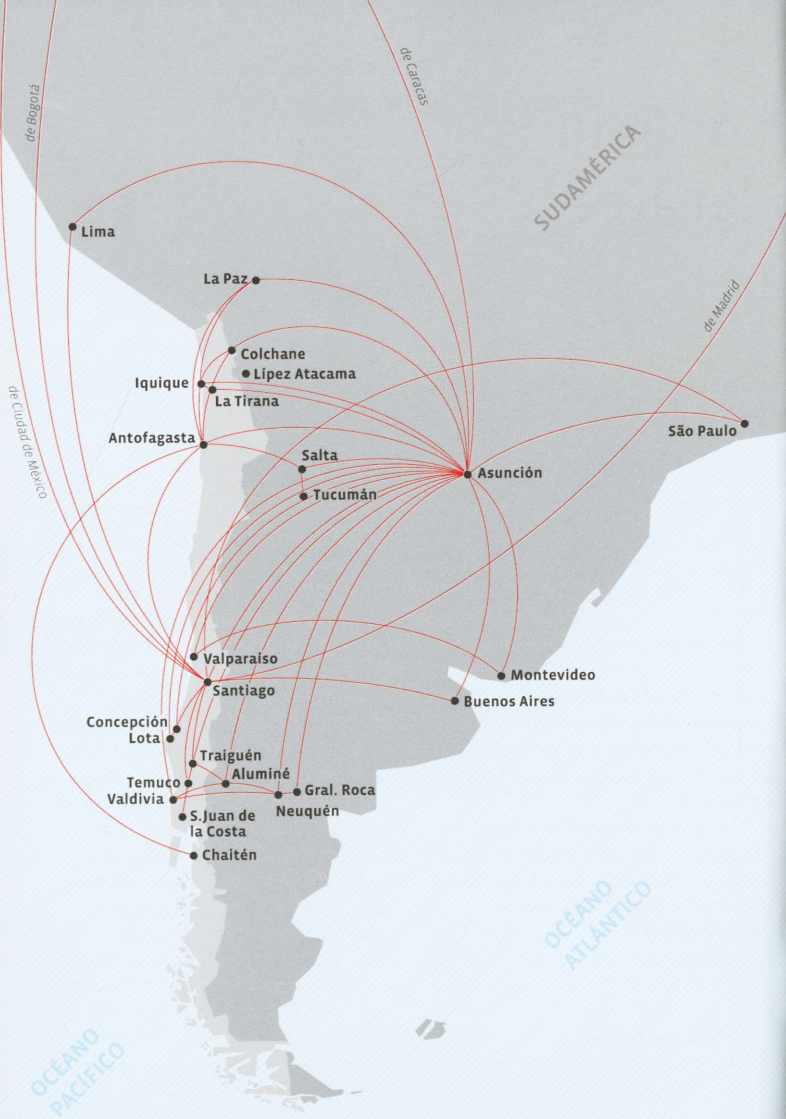 de Bogotá
de Caracas
SUDAMÉRICA
Lima
La Paz
de Madrid
Colchane
Lípez Atacama
Iquique
La Tirana
de Ciudad de México
Antofagasta
São Paulo
Salta
Asunción
Tucumán
Valparaíso
Montevideo
Santiago
Buenos Aires
Concepción
Lota
Traiguén
Aluminé
Temuco
Gral. Roca
Valdivia
Neuquén
S.Juan de
la Costa
Chaitén
OCÉANO
ATLÁNTICO
OCÉANO
PACÍFICO